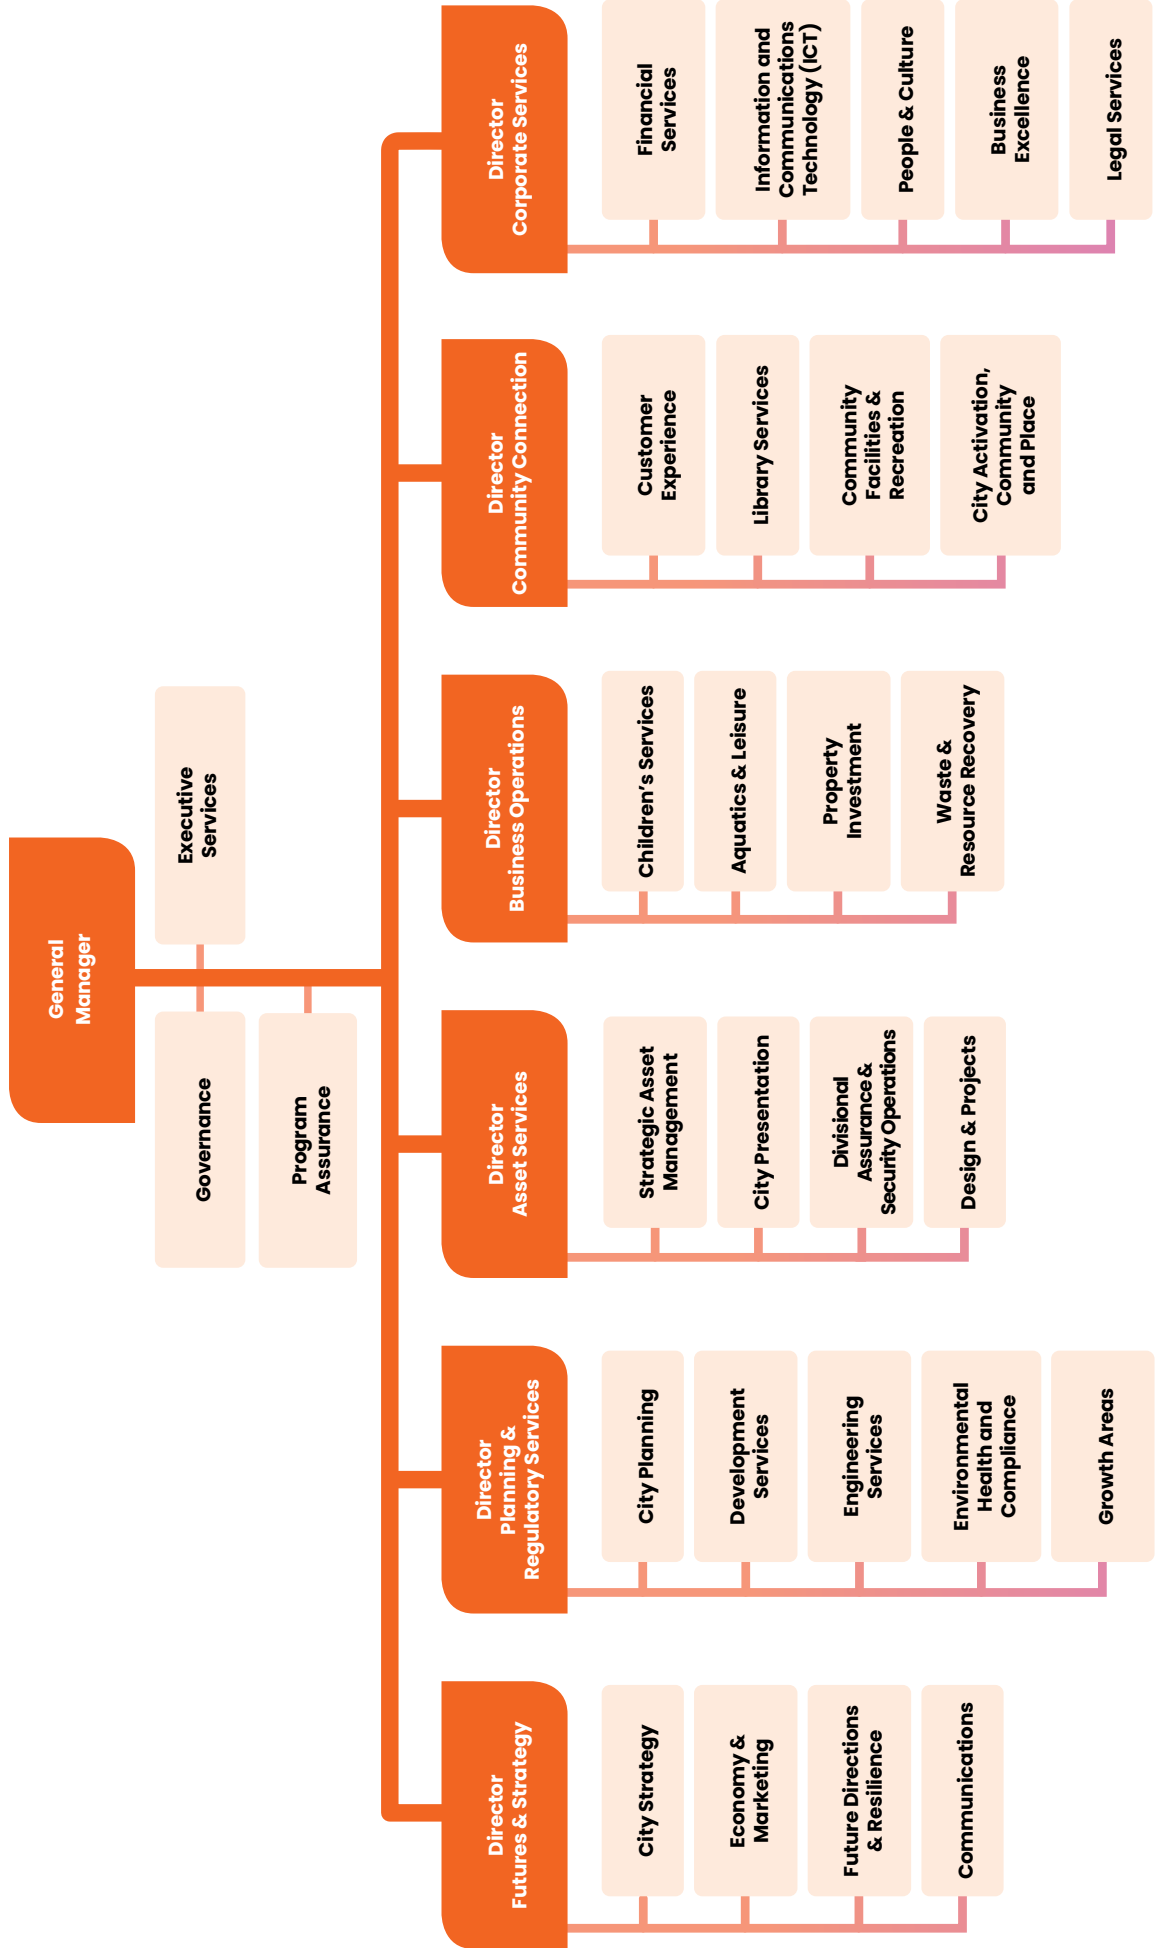 General
Manager
Governance
Executive
Services
Program
Assurance
Director
Futures & Strategy
City Strategy
Economy &
Marketing
Future Directions
& Resilience
Communications
Director
Planning &
Regulatory Services
City Planning
Development
Services
Engineering
Services
Environmental
Health and
Compliance
Growth Areas
Director
Asset Services
Strategic Asset
Management
City Presentation
Divisional
Assurance &
Security Operations
Design & Projects
Director
Business Operations
Children's Services
Aquatics & Leisure
Property
Investment
Waste &
Resource Recovery
Director
Community Connection
Customer
Experience
Library Services
Community
Facilities &
Recreation
City Activation,
Community
and Place
Director
Corporate Services
Financial
Services
Information and
Communications
Technology (ICT)
People & Culture
Business
Excellence
Legal Services